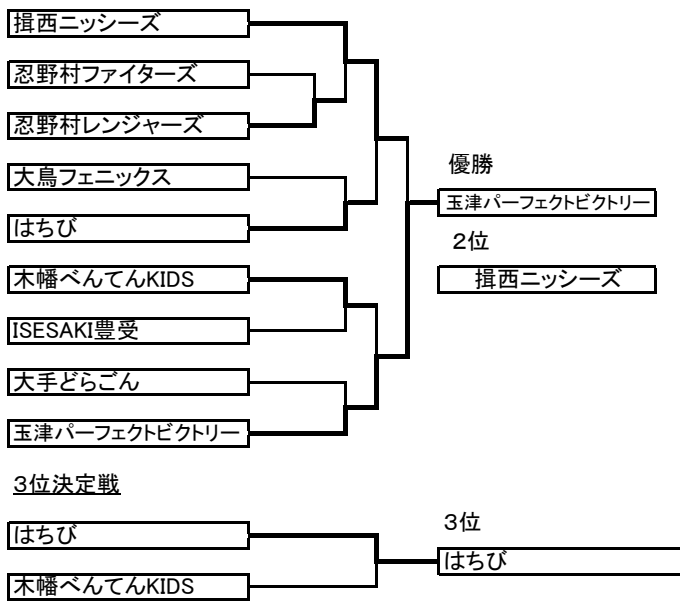 揖西ニッシーズ
忍野村ファイターズ
忍野村レンジャーズ
大鳥フェニックス
はちび
木幡べんてんKIDS
ISESAKI豊受
大手どらごん
玉津パーフェクトビクトリー
優勝
玉津パーフェクトビクトリー
２位
揖西ニッシーズ
３位決定戦
はちび
木幡べんてんKIDS
３位
はちび